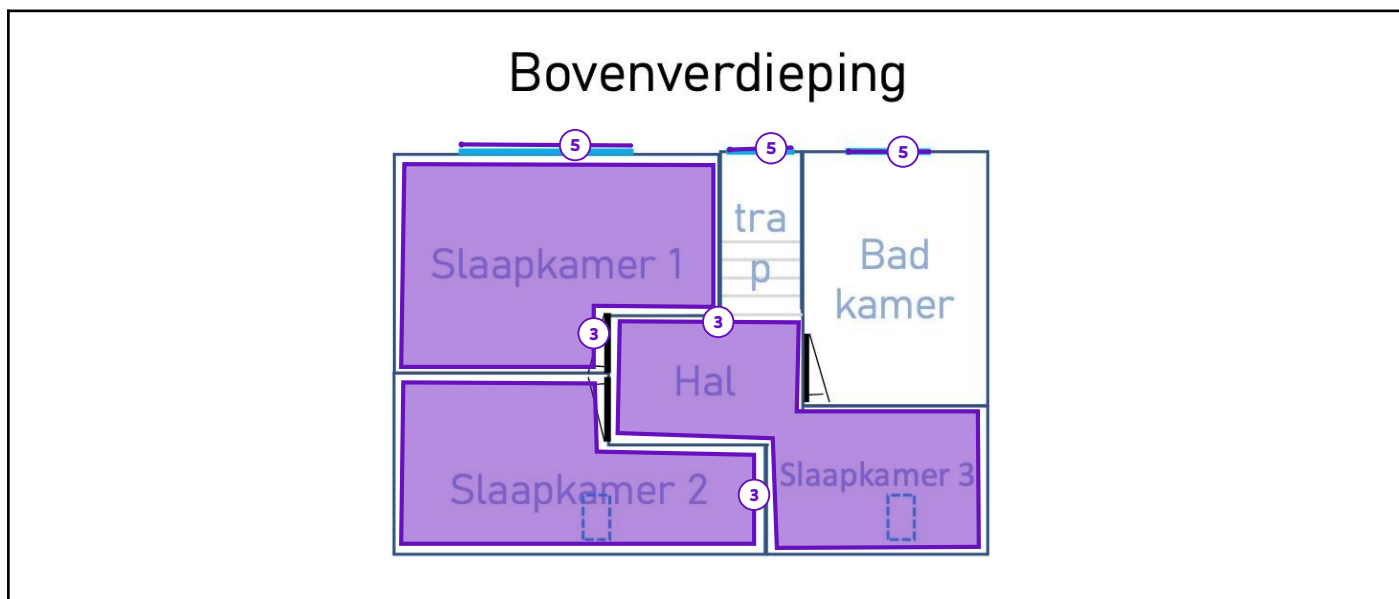 Bovenverdieping
5
5
5
tra
p
Slaapkamer 1
Bad
kamer
3
3
Hal
Slaapkamer 2
3
Slaapkamer 3